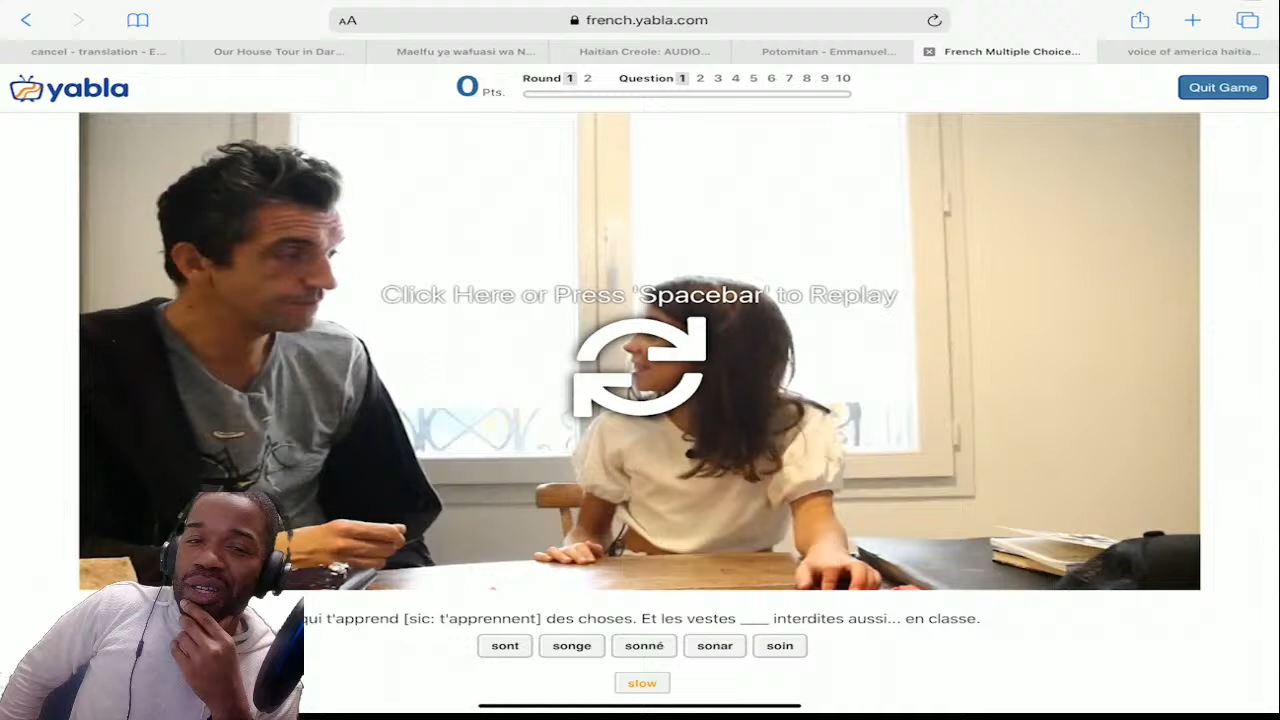 AA
french.yabla.com
cancel - translation - E...
Our House Tour in Dar...
Maelfu ya wafuasi wa N...
Haitian Creole: AUDIO...
Potomitan - Emmanuel...
French Multiple Choice...
voice of america haitia...
yabla
0 Pts.
Round 1 2
Question 1 2 3 4 5 6 7 8 9 10
Quit Game
Click Here or Press 'Spacebar' to Replay
qui t'apprend [sic: t'apprennent] des choses. Et les vestes ____ interdites aussi... en classe.
sont songe sonné sonar soin
slow